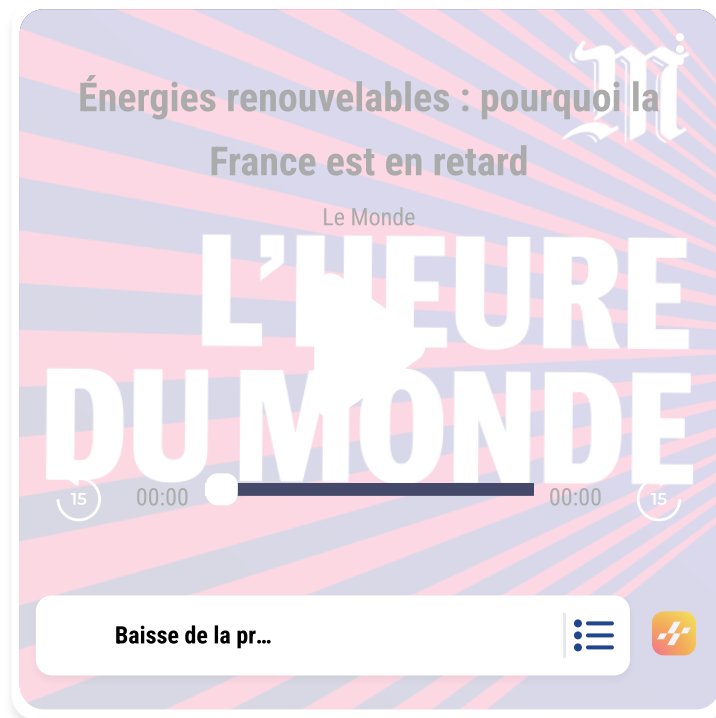 Énergies renouvelables : pourquoi la
France est en retard
Le Monde
L'HEURE
DU MONDE
15
00:00
00:00
15
Baisse de la pr...